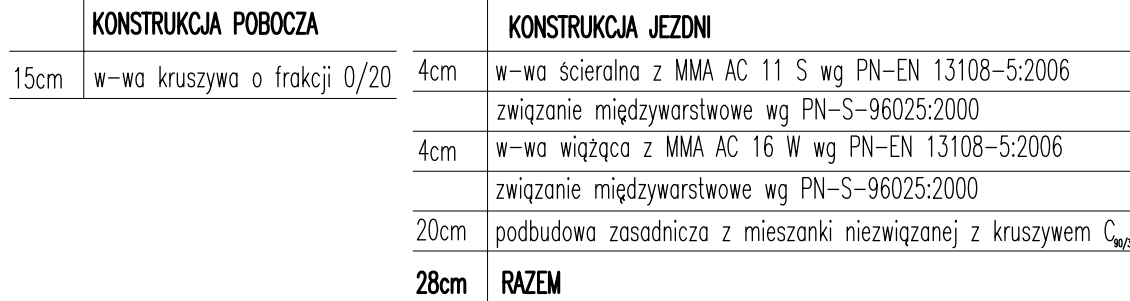 KONSTRUKCJA POBOCZA
15cm w-wa kruszywa o frakcji 0/20
KONSTRUKCJA JEZDNI
4cm w-wa ścieralna z MMA AC 11 S wg PN-EN 13108-5:2006
związanie międzywarstwowe wg PN-S-96025:2000
4cm w-wa wiążąca z MMA AC 16 W wg PN-EN 13108-5:2006
związanie międzywarstwowe wg PN-S-96025:2000
20cm podbudowa zasadnicza z mieszanki niezwiązanej z kruszywem C90/3
28cm RAZEM